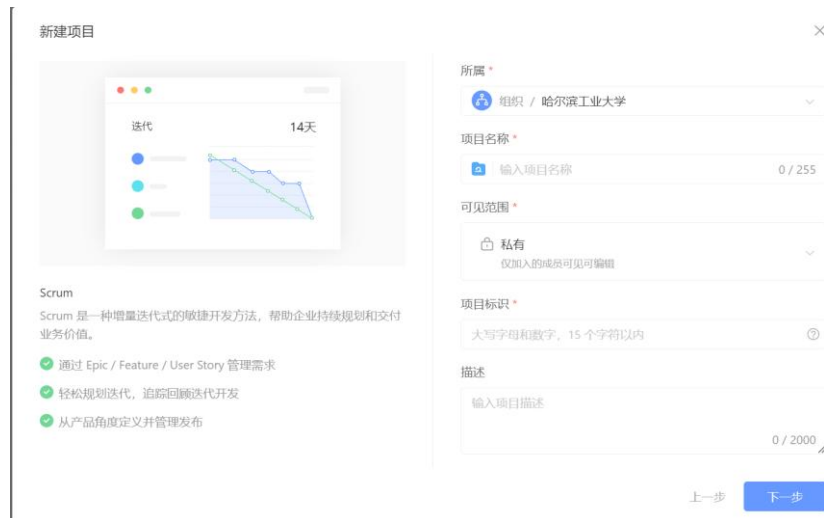 新建项目
迭代
14天
Scrum
Scrum 是一种增量迭代式的敏捷开发方法，帮助企业持续规划和交付
业务价值。
通过 Epic / Feature / User Story 管理需求
轻松规划迭代，追踪回顾迭代开发
从产品角度定义并管理发布
所属 *
组织 / 哈尔滨工业大学
项目名称 *
输入项目名称
0 / 255
可见范围 *
私有
仅加入的成员可见可编辑
项目标识 *
大写字母和数字，15 个字符以内
描述
输入项目描述
0 / 2000
上一步
下一步